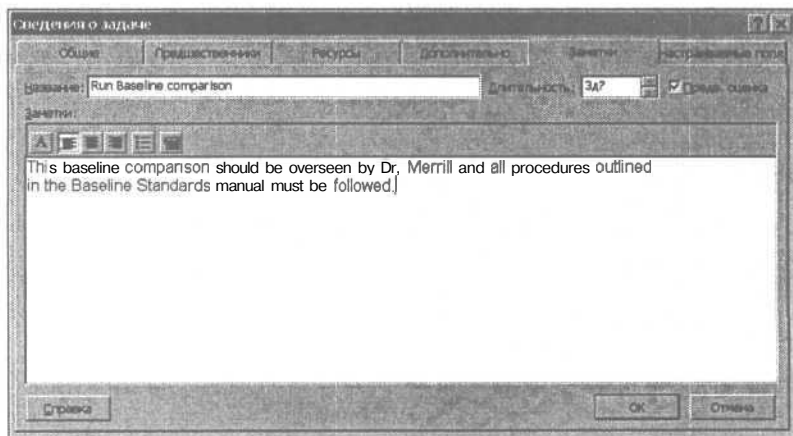 Сведения о задаче
Общие Предшественники Ресурсы Дополнительно Заметки Настраиваемые поля
Название: Run Baseline comparison Длительность: 3д? Предв. оценка
Заметки:
This baseline comparison should be overseen by Dr, Merrill and all procedures outlined
in the Baseline Standards manual must be followed.
Справка OK Отмена